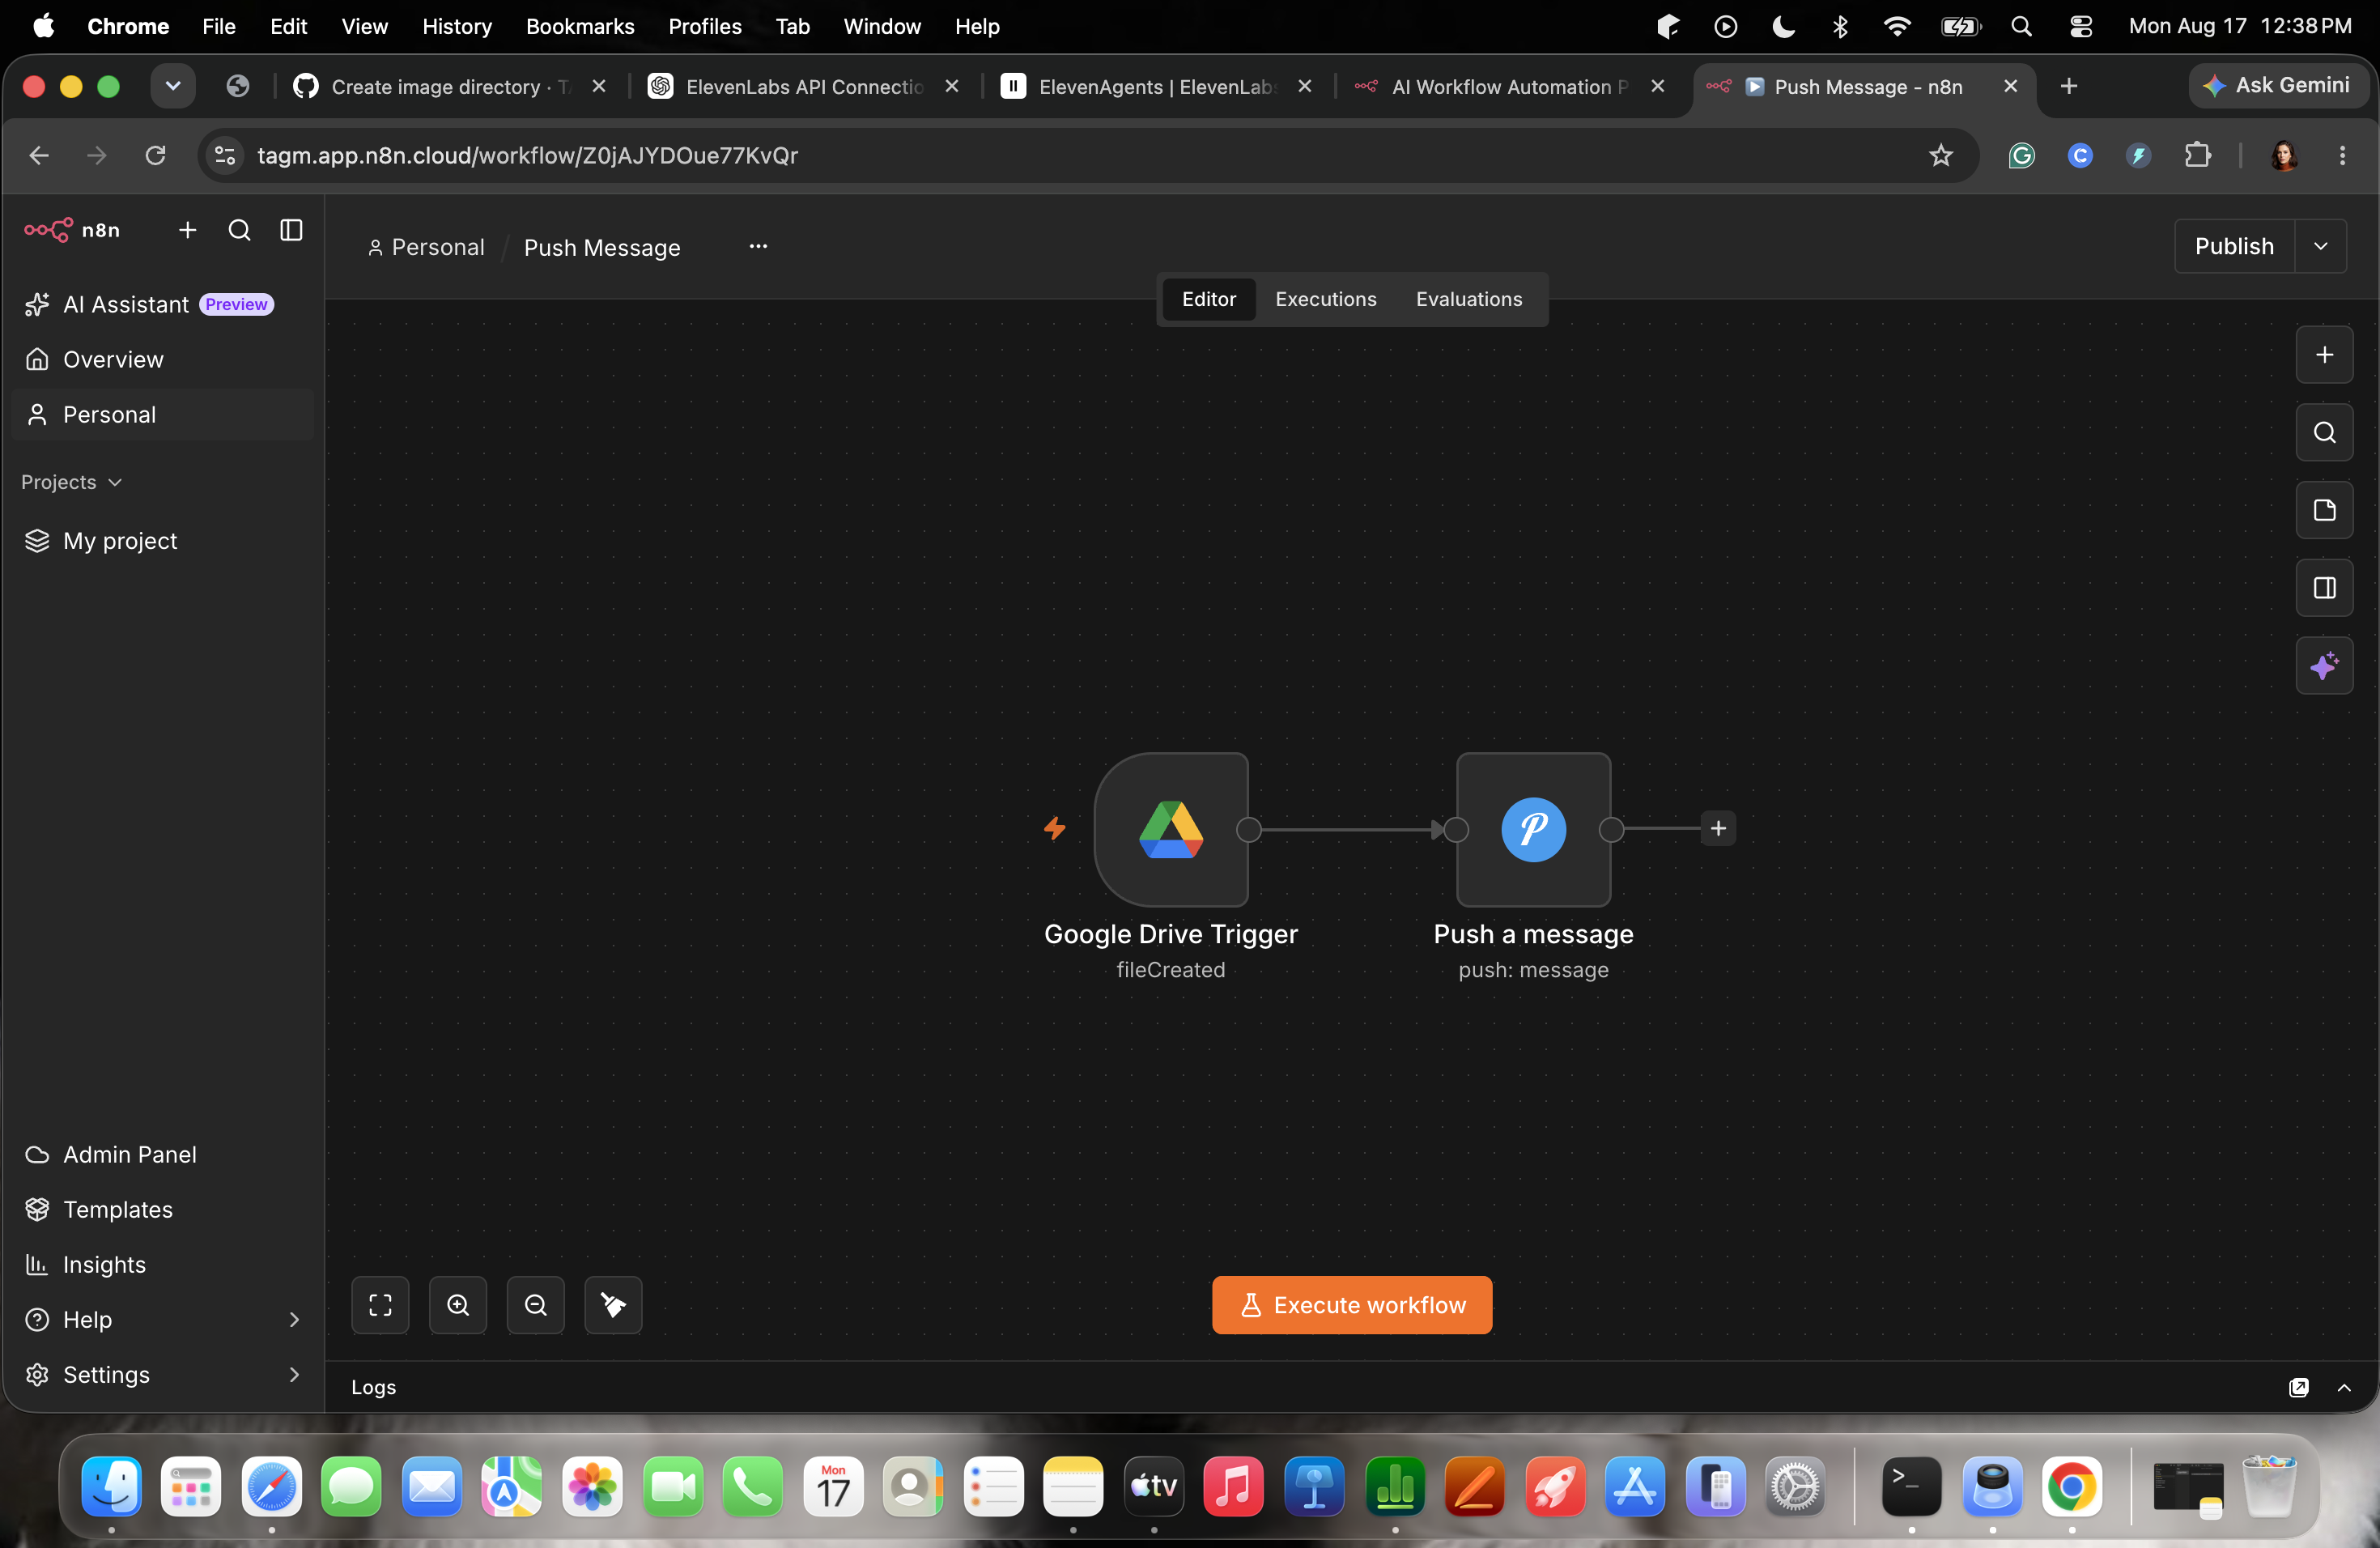 Chrome File Edit View History Bookmarks Profiles Tab Window Help Mon Aug 17 12:38 PM
Create image directory · ElevenLabs API Connectio ElevenAgents | ElevenLabs AI Workflow Automation P Push Message - n8n Ask Gemini
tagm.app.n8n.cloud/workflow/Z0jAJYDOue77KvQr
n8n
Personal / Push Message ...
Publish
AI Assistant Preview
Editor Executions Evaluations
Overview
Personal
Projects
My project
Google Drive Trigger
fileCreated
Push a message
push: message
Admin Panel
Templates
Insights
Help
Settings
Execute workflow
Logs
Mon
17
tv